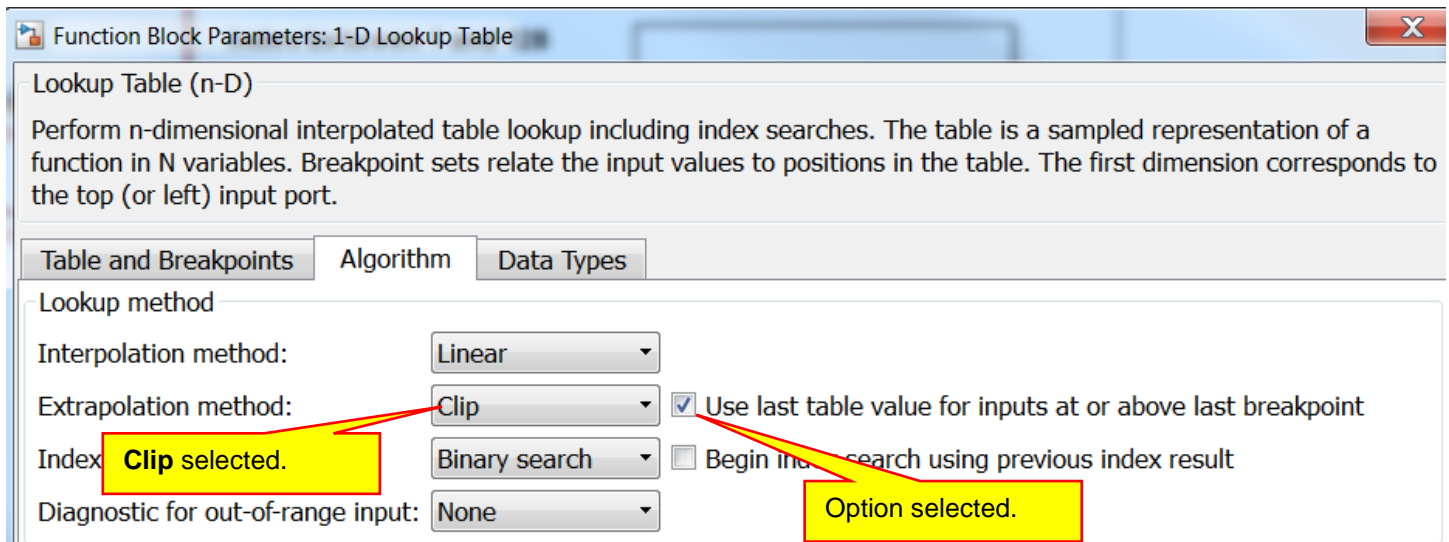 Function Block Parameters: 1-D Lookup Table
X
Lookup Table (n-D)
Perform n-dimensional interpolated table lookup including index searches. The table is a sampled representation of a
function in N variables. Breakpoint sets relate the input values to positions in the table. The first dimension corresponds to
the top (or left) input port.
Table and Breakpoints Algorithm Data Types
Lookup method
Interpolation method: Linear
Extrapolation method: Clip Use last table value for inputs at or above last breakpoint
Index Clip selected. Binary search Begin index search using previous index result
Diagnostic for out-of-range input: None Option selected.